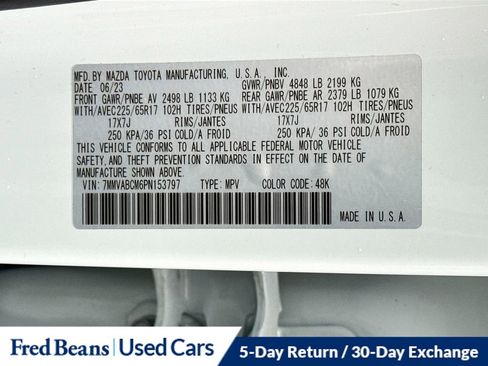 MFD. BY MAZDA TOYOTA MANUFACTURING, U.S.A., INC.
DATE 06/23 GVWR/PNBV 4848 LB 2199 KG
FRONT GAWR/PNBE AV 2498 LB 1133 KG REAR GAWR/PNBE AR 2379 LB 1079 KG
WITH/AVEC225/65R17 102H TIRES/PNEUS WITH/AVEC225/65R17 102H TIRES/PNEUS
17X7J RIMS/JANTES 17X7J RIMS/JANTES
250 KPA/36 PSI COLD/A FROID 250 KPA/36 PSI COLD/A FROID
THIS VEHICLE CONFORMS TO ALL APPLICABLE FEDERAL MOTOR VEHICLE
SAFETY, AND THEFT PREVENTION STANDARDS IN EFFECT ON THE DATE OF
MANUFACTURE SHOWN ABOVE.
VIN: 7MMVABCM6PN153797 TYPE: MPV COLOR CODE: 48K
MADE IN U.S.A.
Fred Beans Used Cars 5-Day Return / 30-Day Exchange